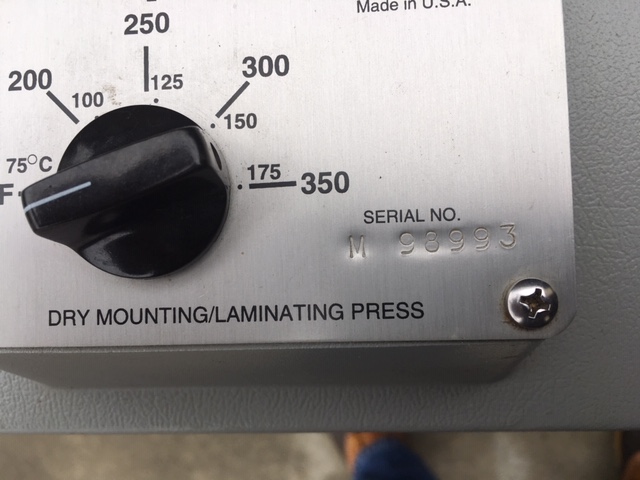 Made in U.S.A.
250
200
300
100
125
150
75°C
F
175
350
SERIAL NO.
M 98993
DRY MOUNTING/LAMINATING PRESS